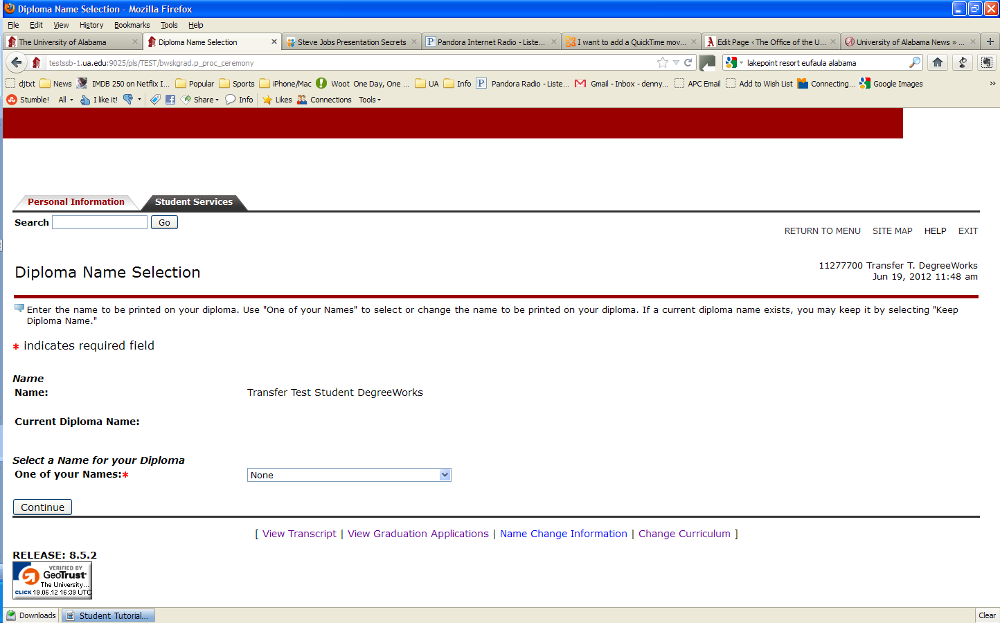 Diploma Name Selection - Mozilla Firefox
File Edit View History Bookmarks Tools Help
The University of Alabama
Diploma Name Selection
Steve Jobs Presentation Secrets
Pandora Internet Radio - Liste...
I want to add a QuickTime mov...
Edit Page ‹ The Office of the U...
University of Alabama News » ...
testssb-1.ua.edu:9025/pls/TEST/bwskgrad.p_proc_ceremony
lakepoint resort eufaula alabama
djtxt News IMDB 250 on Netflix I... Popular Sports iPhone/Mac Woot One Day, One ... UA Info Pandora Radio - Liste... Gmail - Inbox - denny... APC Email Add to Wish List Connecting... Google Images »
Stumble! All I like it! Share Info Likes Connections Tools
Personal Information Student Services
Search Go
RETURN TO MENU SITE MAP HELP EXIT
Diploma Name Selection
11277700 Transfer T. DegreeWorks
Jun 19, 2012 11:48 am
Enter the name to be printed on your diploma. Use "One of your Names" to select or change the name to be printed on your diploma. If a current diploma name exists, you may keep it by selecting "Keep
Diploma Name."
* indicates required field
Name
Name: Transfer Test Student DegreeWorks
Current Diploma Name:
Select a Name for your Diploma
One of your Names:* None
Continue
[ View Transcript | View Graduation Applications | Name Change Information | Change Curriculum ]
RELEASE: 8.5.2
VERIFIED BY
GeoTrust
The University...
CLICK 19.06.12 16:39 UTC
Downloads Student Tutorial... Clear